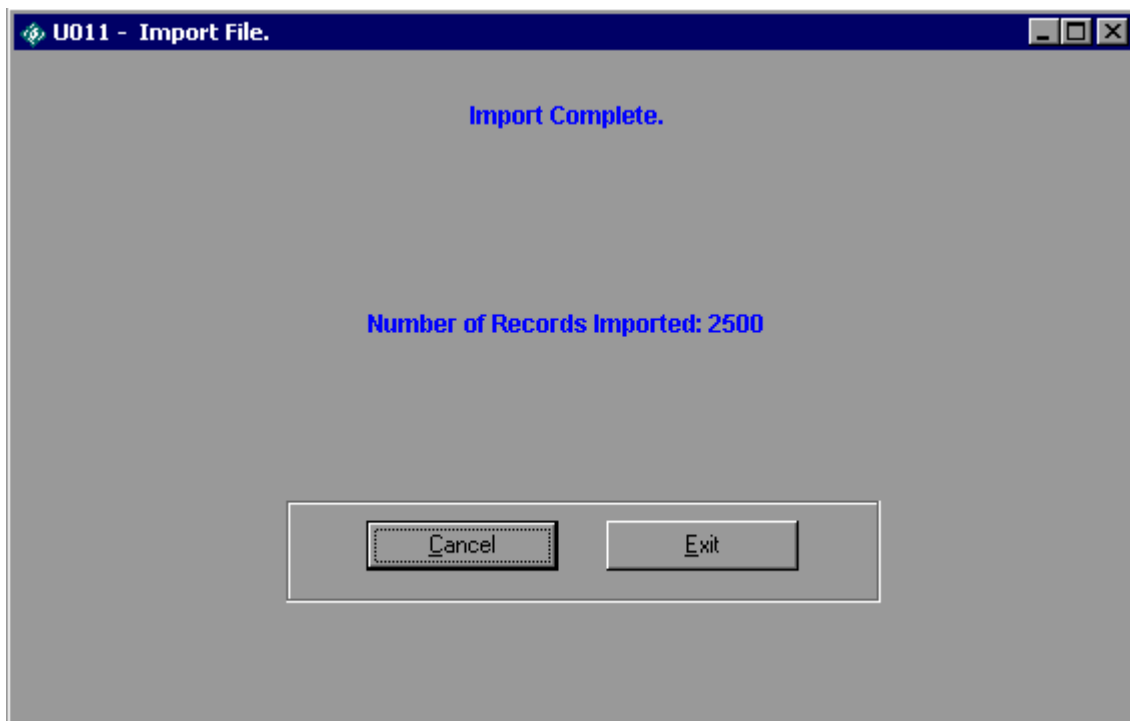 U011 - Import File.
Import Complete.
Number of Records Imported: 2500
Cancel Exit